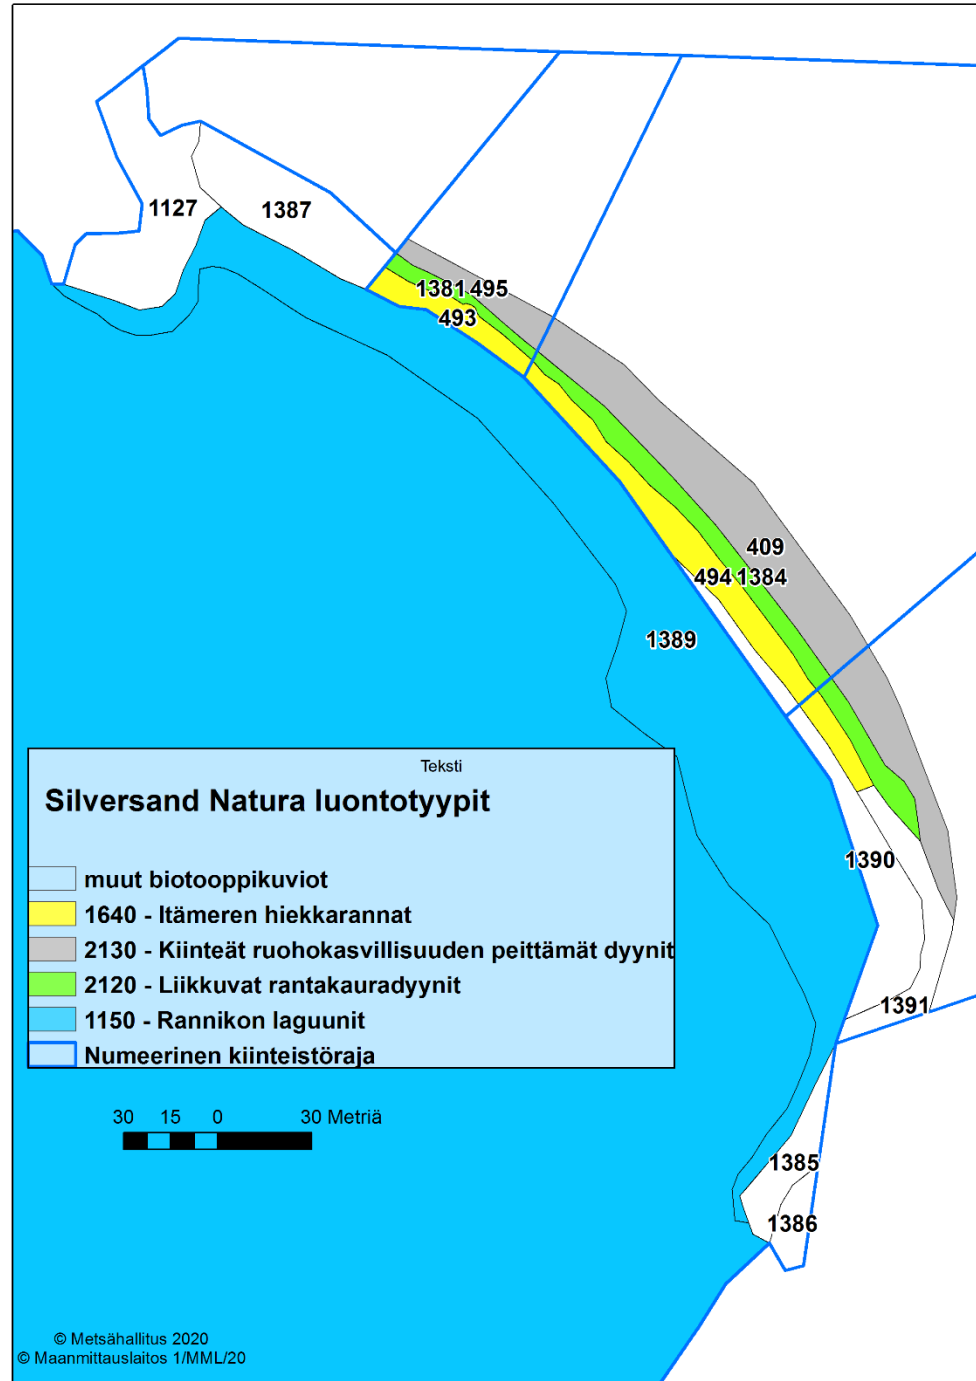 1127
1387
1381 495
493
409
494 1384
1389
Teksti
Silversand Natura luontotyypit
muut biotooppikuviot
1640 - Itämeren hiekkarannat
2130 - Kiinteät ruohokasvillisuuden peittämät dyynit
2120 - Liikkuvat rantakauradyynit
1150 - Rannikon laguunit
Numeerinen kiinteistöraja
1390
1391
30 15 0 30 Metriä
1385
1386
© Metsähallitus 2020
© Maanmittauslaitos 1/MML/20